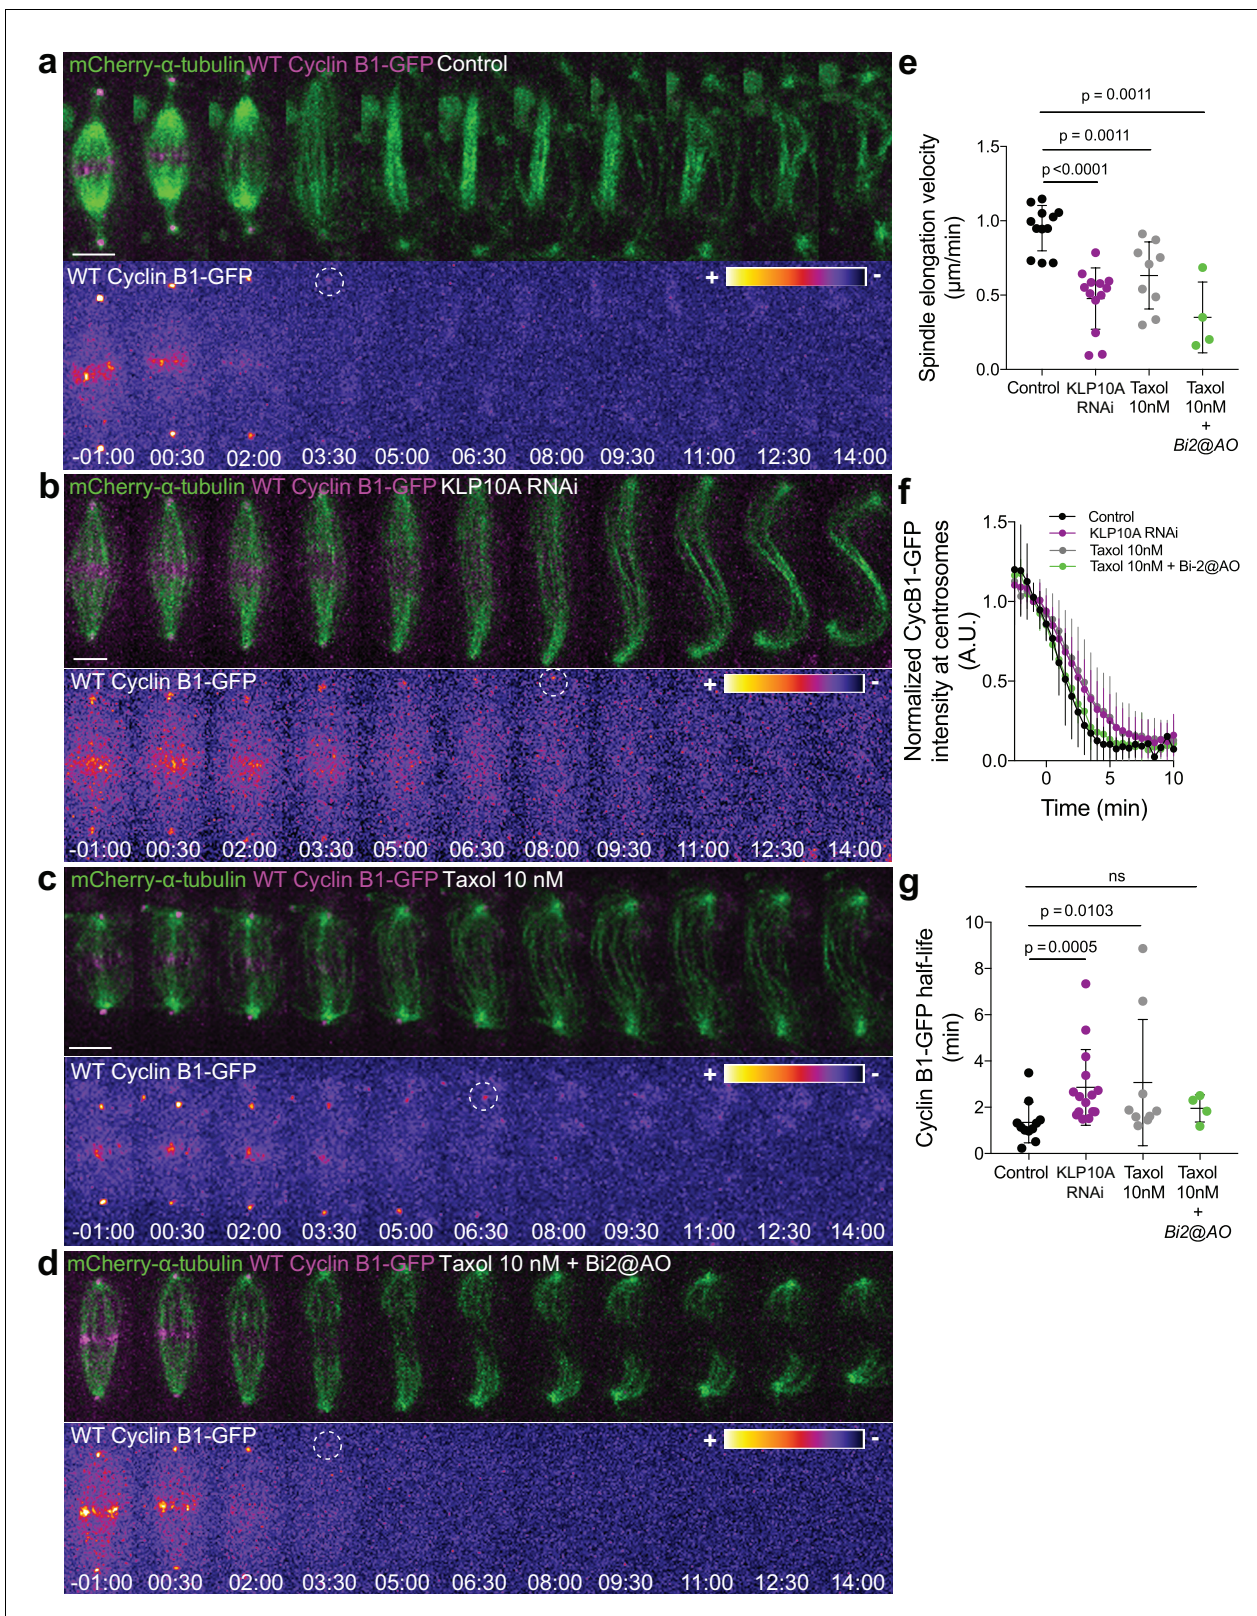 a
mCherry-α-tubulin WT Cyclin B1-GFP Control
WT Cyclin B1-GFP
+ -
-01:00 00:30 02:00 03:30 05:00 06:30 08:00 09:30 11:00 12:30 14:00
b
mCherry-α-tubulin WT Cyclin B1-GFP KLP10A RNAi
WT Cyclin B1-GFP
+ -
-01:00 00:30 02:00 03:30 05:00 06:30 08:00 09:30 11:00 12:30 14:00
c
mCherry-α-tubulin WT Cyclin B1-GFP Taxol 10 nM
WT Cyclin B1-GFP
+ -
-01:00 00:30 02:00 03:30 05:00 06:30 08:00 09:30 11:00 12:30 14:00
d
mCherry-α-tubulin WT Cyclin B1-GFP Taxol 10 nM + Bi2@AO
WT Cyclin B1-GFP
+ -
-01:00 00:30 02:00 03:30 05:00 06:30 08:00 09:30 11:00 12:30 14:00
e
p = 0.0011
p = 0.0011
p <0.0001
Spindle elongation velocity
(μm/min)
1.5
1.0
0.5
0.0
Control KLP10A Taxol Taxol
RNAi 10nM 10nM
+
Bi2@AO
f
Control
KLP10A RNAi
Taxol 10nM
Taxol 10nM + Bi-2@AO
Normalized CycB1-GFP
intensity at centrosomes
(A.U.)
1.5
1.0
0.5
0.0
0 5 10
Time (min)
g
ns
p = 0.0103
p = 0.0005
Cyclin B1-GFP half-life
(min)
10
8
6
4
2
0
Control KLP10A Taxol Taxol
RNAi 10nM 10nM
+
Bi2@AO